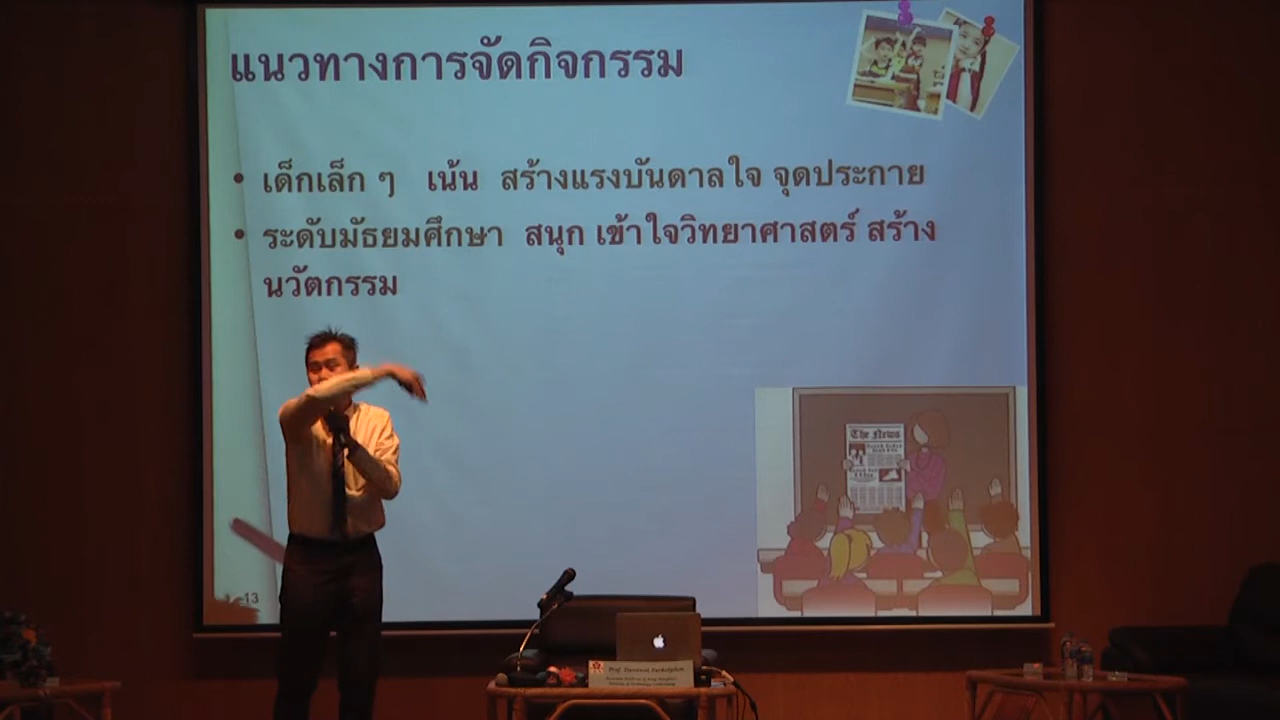 แนวทางการจัดกิจกรรม
• เด็กเล็ก ๆ เน้น สร้างแรงบันดาลใจ จุดประกาย
• ระดับมัธยมศึกษา สนุก เข้าใจวิทยาศาสตร์ สร้าง
นวัตกรรม
The News
13
Prof.